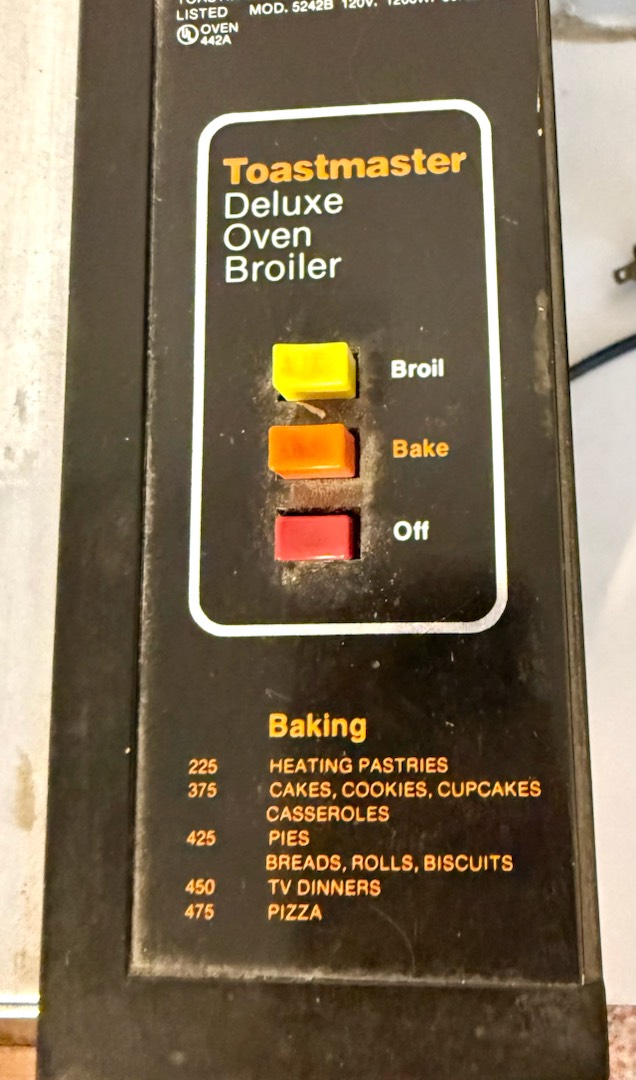 LISTED MOD. 5242B 120V.
UL OVEN
442A
Toastmaster
Deluxe
Oven
Broiler
Broil
Bake
Off
Baking
225 HEATING PASTRIES
375 CAKES, COOKIES, CUPCAKES
CASSEROLES
425 PIES
BREADS, ROLLS, BISCUITS
450 TV DINNERS
475 PIZZA